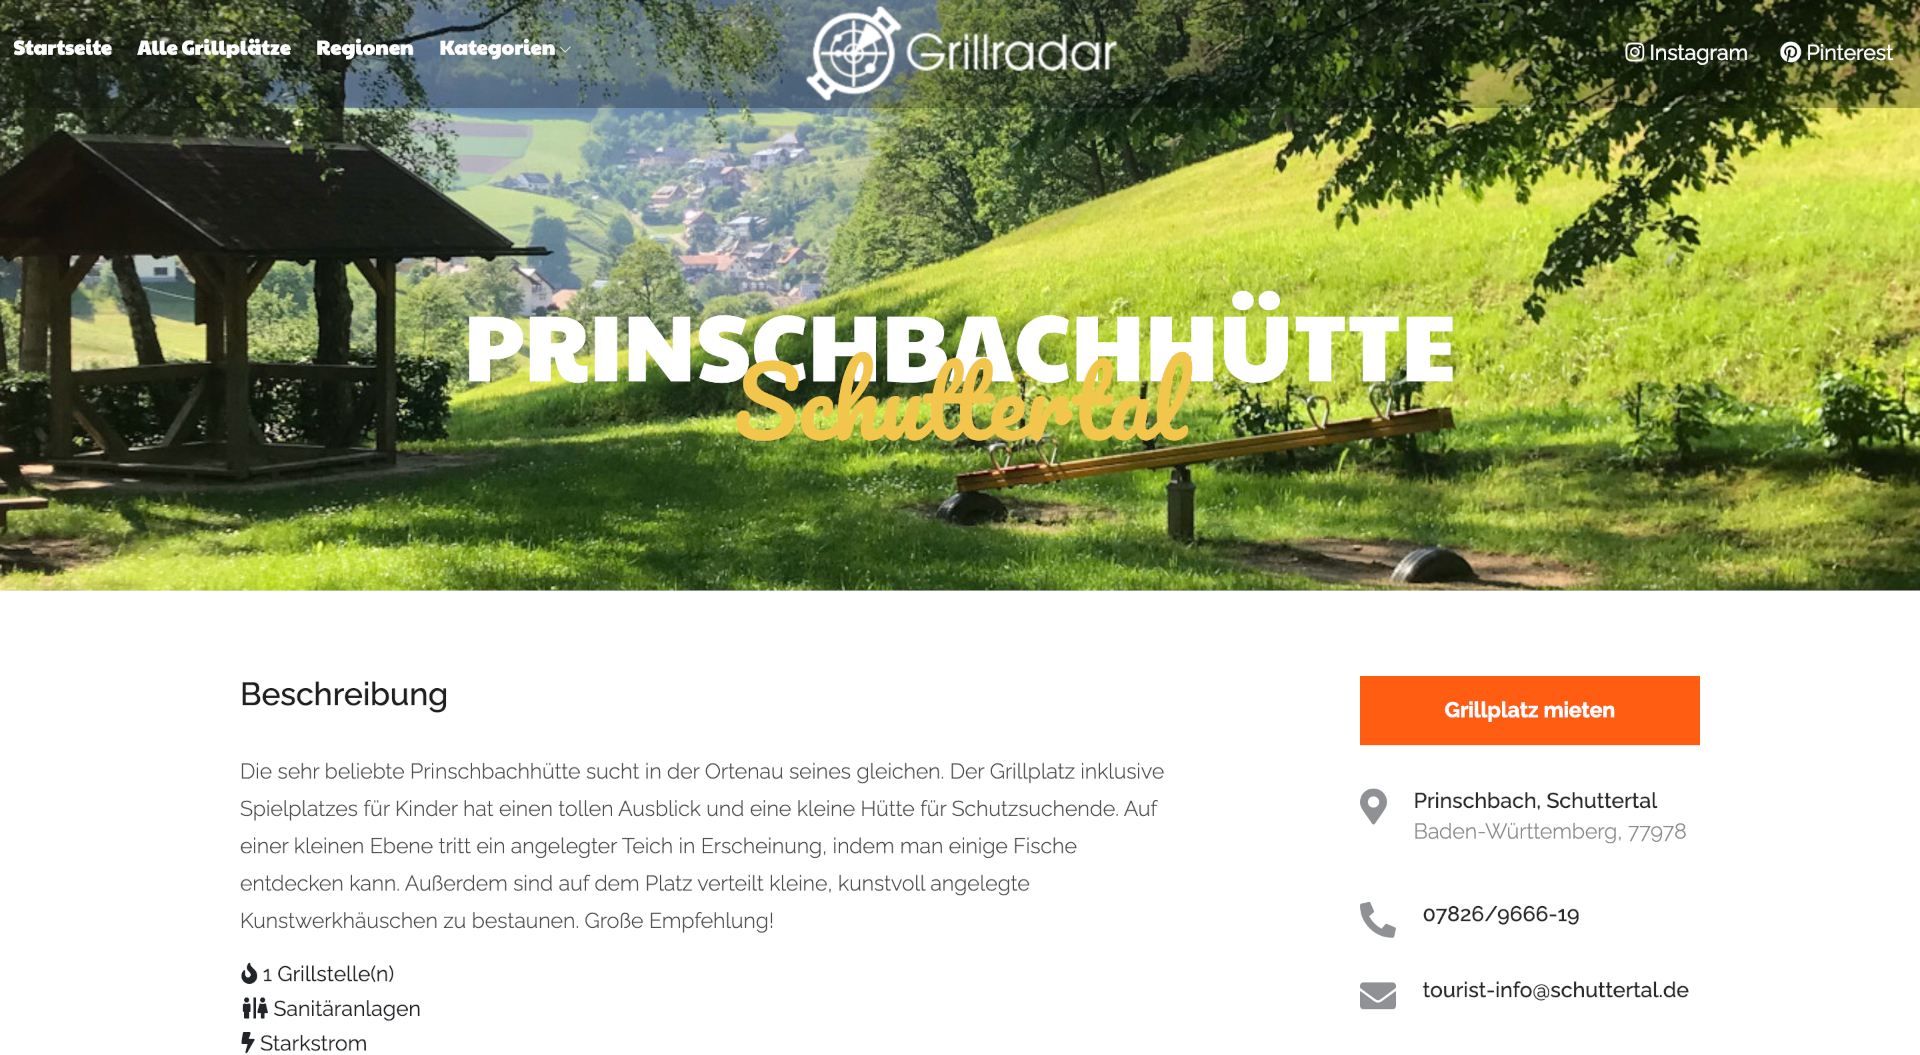 Startseite Alle Grillplätze Regionen Kategorien
Grillradar
Instagram Pinterest
PRINSCHBACHHÜTTE
Schuttertal
Beschreibung
Die sehr beliebte Prinschbachhütte sucht in der Ortenau seines gleichen. Der Grillplatz inklusive
Spielplatzes für Kinder hat einen tollen Ausblick und eine kleine Hütte für Schutzsuchende. Auf
einer kleinen Ebene tritt ein angelegter Teich in Erscheinung, indem man einige Fische
entdecken kann. Außerdem sind auf dem Platz verteilt kleine, kunstvoll angelegte
Kunstwerkhäuschen zu bestaunen. Große Empfehlung!
1 Grillstelle(n)
Sanitäranlagen
Starkstrom
Grillplatz mieten
Prinschbach, Schuttertal
Baden-Württemberg, 77978
07826/9666-19
tourist-info@schuttertal.de